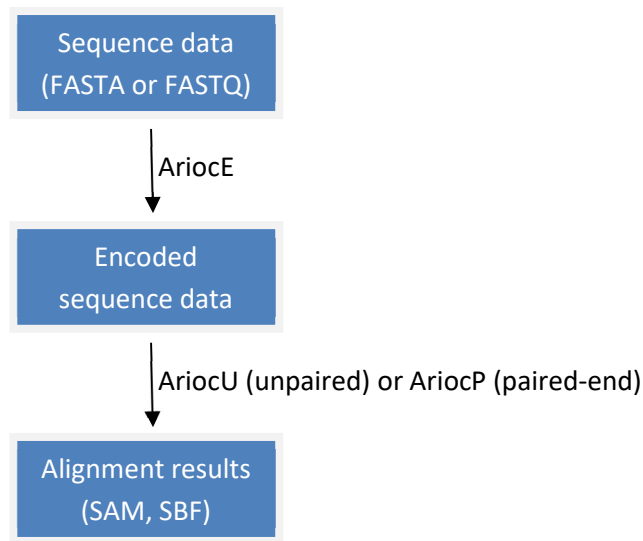 Sequence data
(FASTA or FASTQ)
AriocE
Encoded
sequence data
AriocU (unpaired) or AriocP (paired-end)
Alignment results
(SAM, SBF)